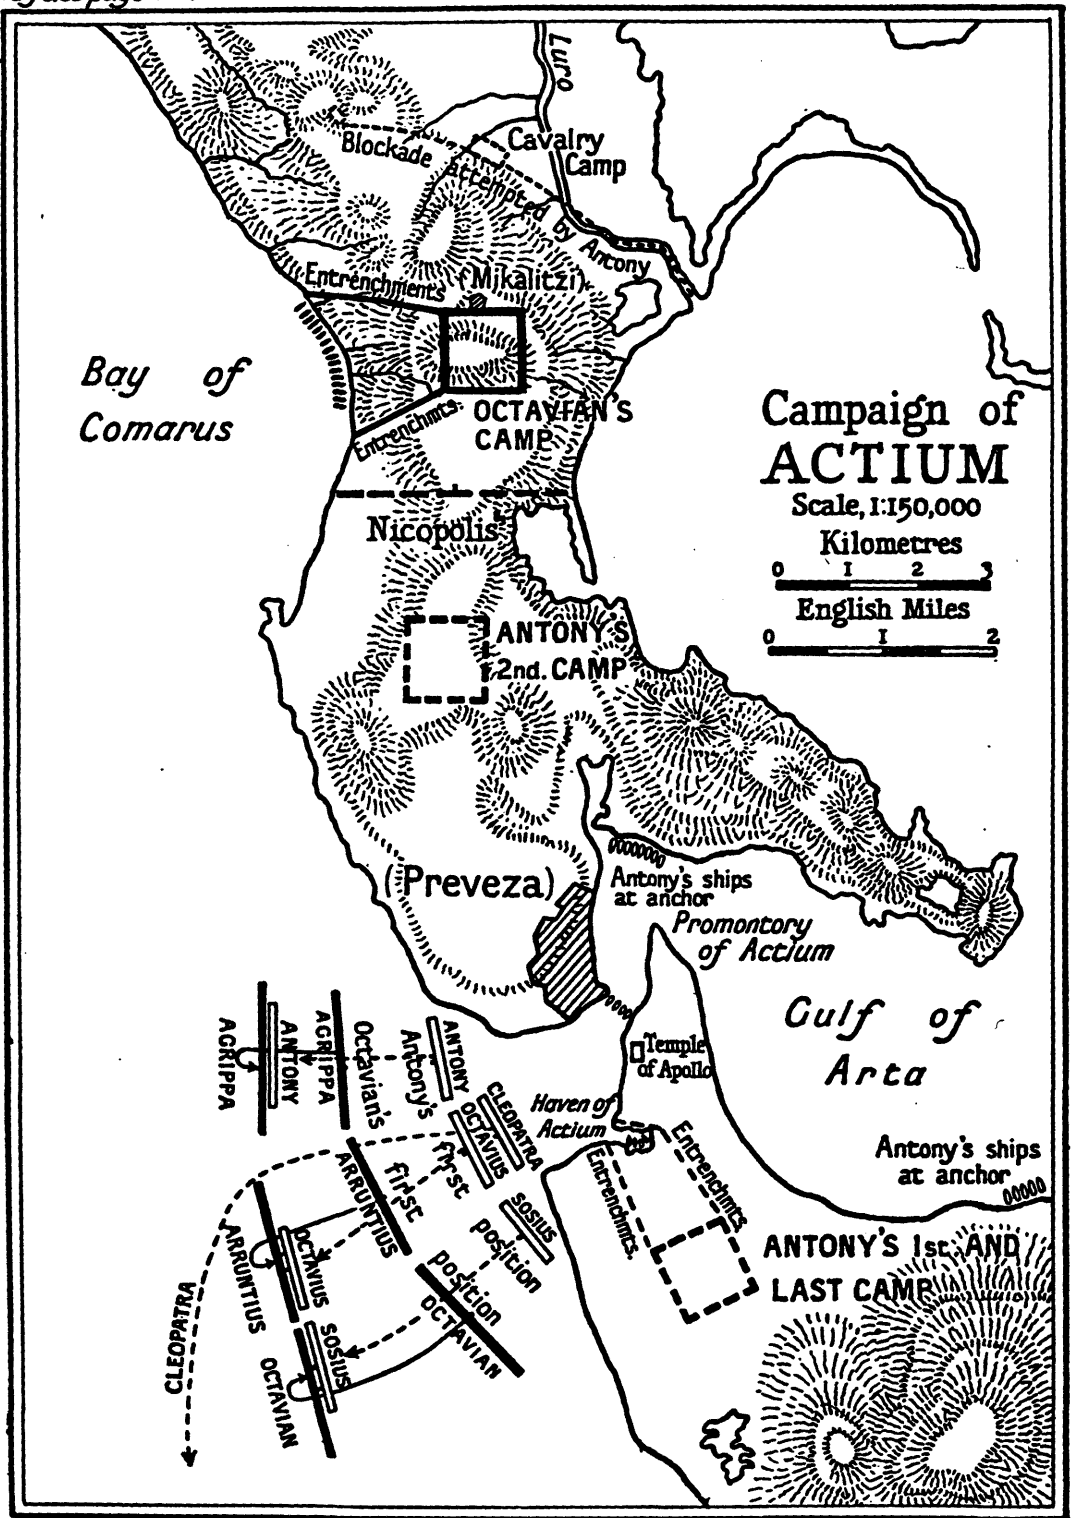 Luro
Cavalry
Camp
Blockade attempted by Antony
Entrenchments
(Mikalitzi)
Bay of
Comarus
Entrenchmts.
OCTAVIAN'S
CAMP
Campaign of
ACTIUM
Scale, 1:150,000
Kilometres
0 1 2 3
English Miles
0 1 2
Nicopolis
ANTONY'S
2nd. CAMP
(Preveza)
Antony's ships
at anchor
Promontory
of Actium
Gulf of
Arta
Temple
of Apollo
Haven of
Actium
Antony's ships
at anchor
Entrenchmts.
Entrenchmts.
ANTONY'S 1st. AND
LAST CAMP
AGRIPPA
ANTONY
AGRIPPA
Octavian's first position
Antony's first position
ANTONY
CLEOPATRA
OCTAVIUS
SOSIUS
ARRUNTIUS
OCTAVIAN
ARRUNTIUS
OCTAVIUS
SOSIUS
OCTAVIAN
CLEOPATRA